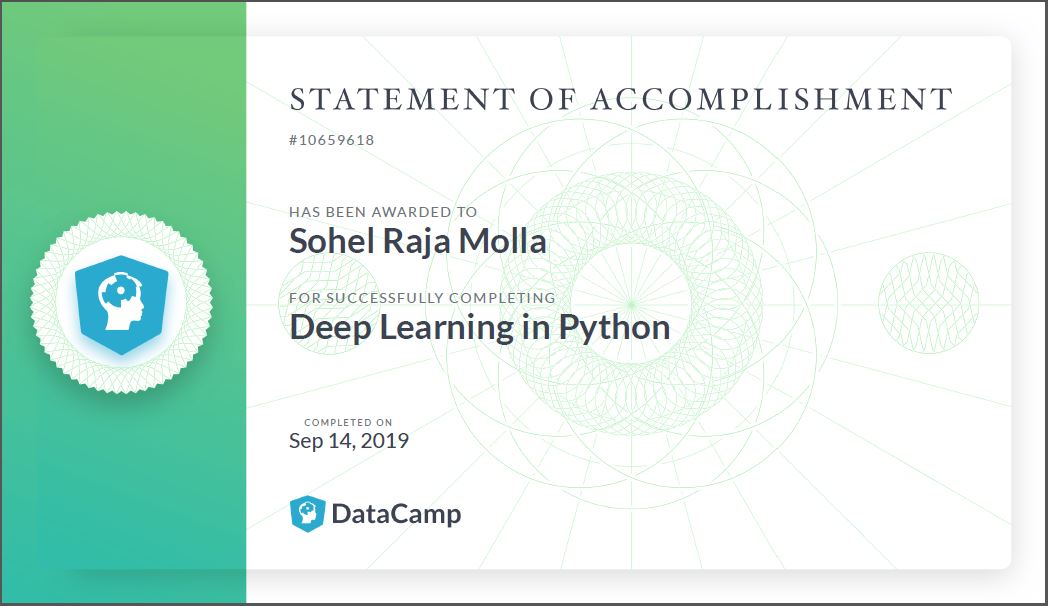 STATEMENT OF ACCOMPLISHMENT
#10659618
HAS BEEN AWARDED TO
Sohel Raja Molla
FOR SUCCESSFULLY COMPLETING
Deep Learning in Python
COMPLETED ON
Sep 14, 2019
DataCamp